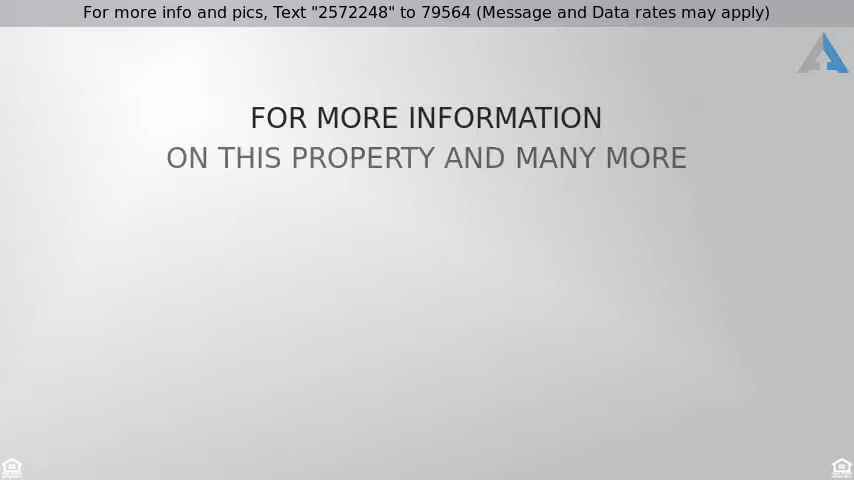 For more info and pics, Text "2572248" to 79564 (Message and Data rates may apply)
FOR MORE INFORMATION
ON THIS PROPERTY AND MANY MORE